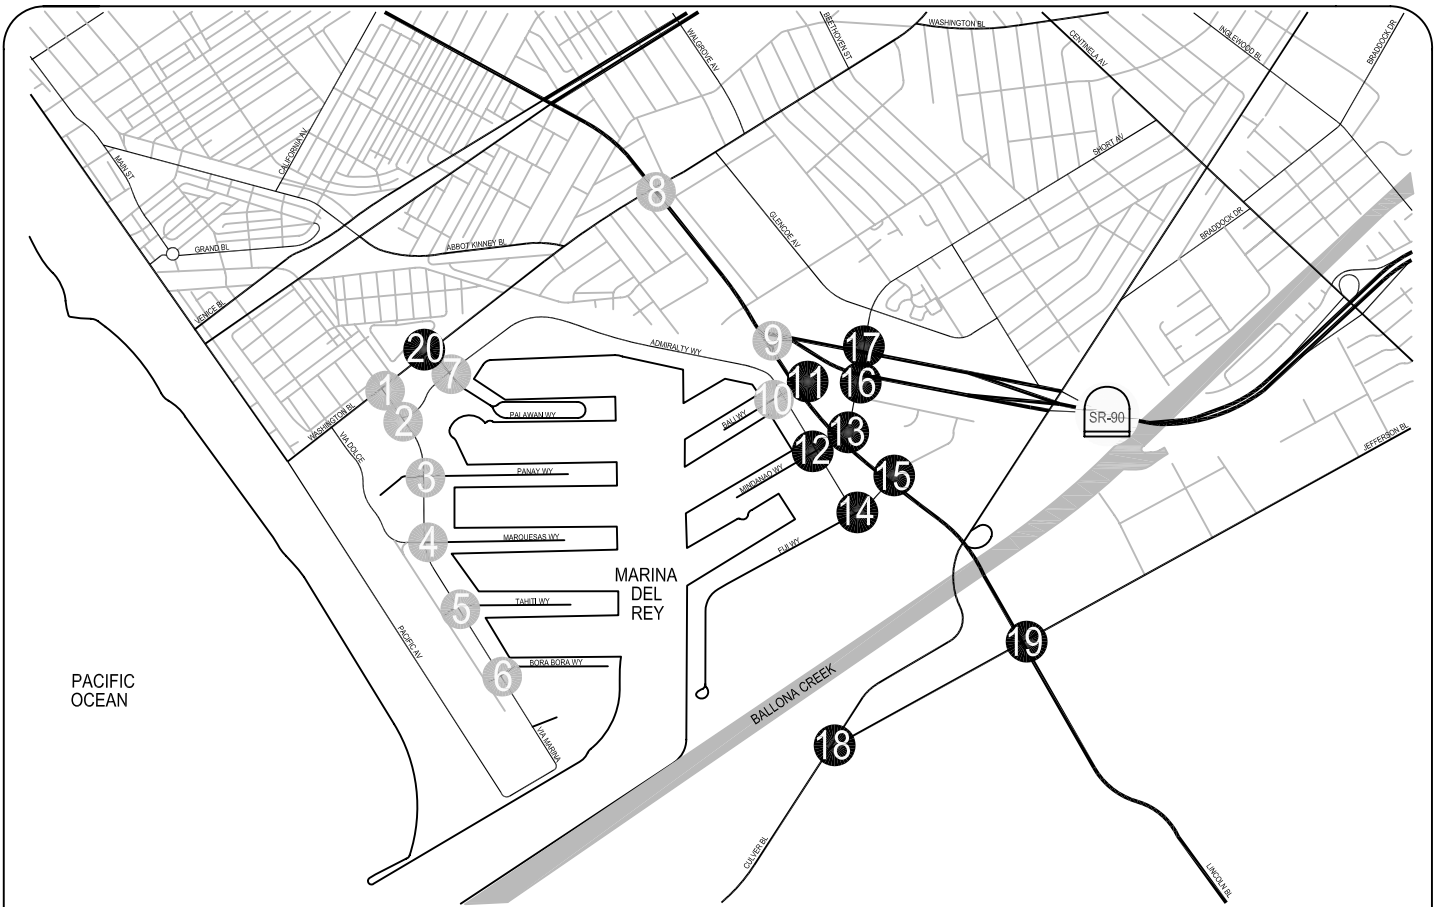 WASHINGTON BL
BEETHOVEN ST
WALGROVE AV
CENTINELA AV
INGLEWOOD BL
BRADDOCK DR
CALIFORNIA AV
MAIN ST
SHORT AV
8
GLENCOE AV
BRADDOCK DR
GRAND BL
ABBOT KINNEY BL
VENICE BL
ADMIRALTY WY
9
17
20
7
11
16
1
10
SR-90
2
PALAWAN WY
BALI WY
WASHINGTON BL
13
JEFFERSON BL
VIA DOLCE
12
3
PANAY WY
MINDANAO WY
15
14
4
MARQUESAS WY
FIJI WY
MARINA
DEL
REY
5
TAHITI WY
PACIFIC AV
19
6
BORA BORA WY
PACIFIC
OCEAN
BALLONA CREEK
VIA MARINA
18
CULVER BL
LINCOLN BL